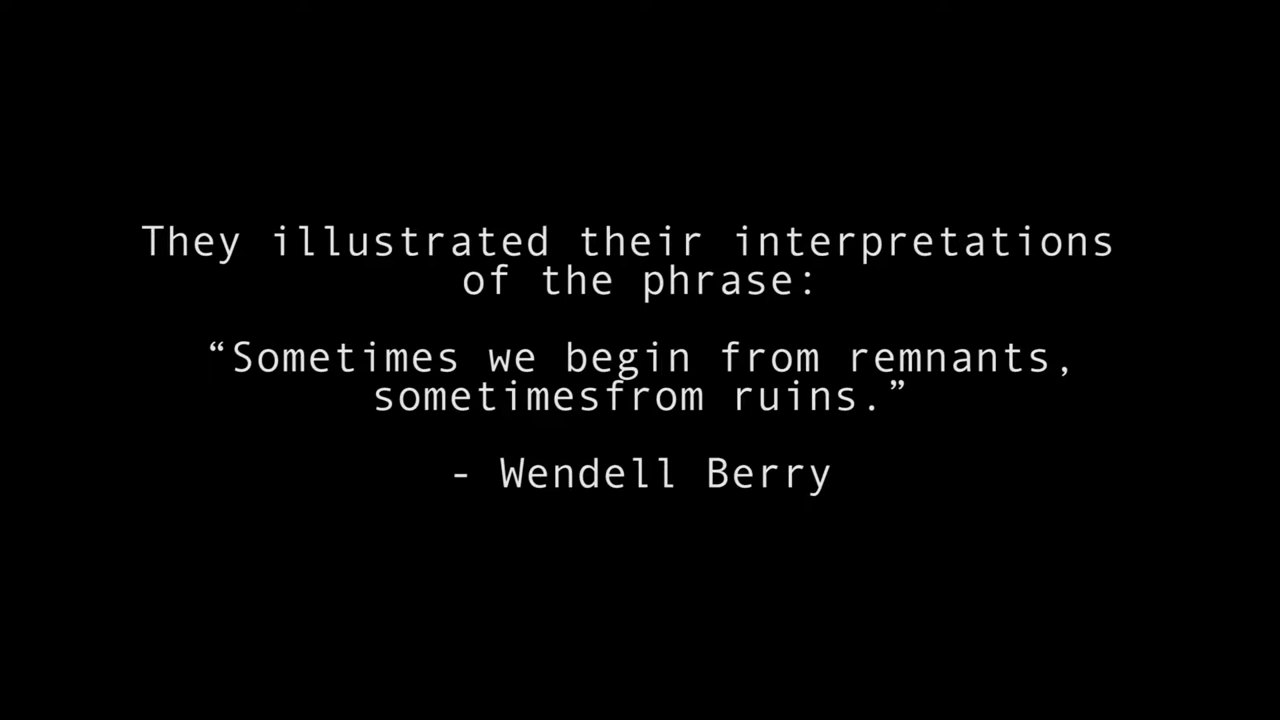 They illustrated their interpretations
of the phrase:
“Sometimes we begin from remnants,
sometimesfrom ruins.”
- Wendell Berry